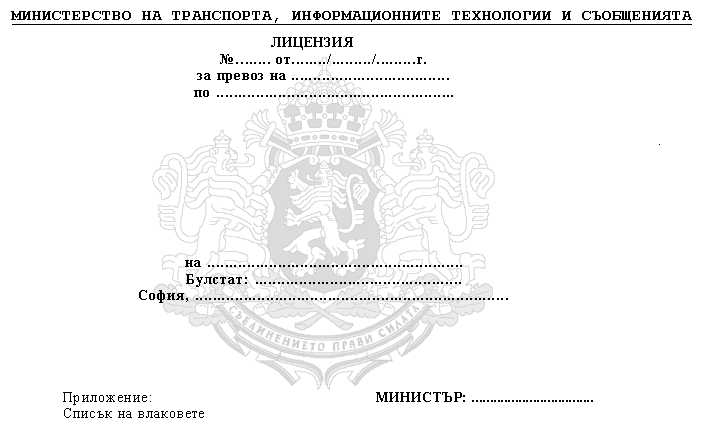 МИНИСТЕРСТВО НА ТРАНСПОРТА, ИНФОРМАЦИОННИТЕ ТЕХНОЛОГИИ И СЪОБЩЕНИЯТА
ЛИЦЕНЗИЯ
№........ от......../........./.........г.
за превоз на ....................................
по ......................................................
на ..........................................................
Булстат: ...............................................
София, .......................................................................
СЪЕДИНЕНИЕТО ПРАВИ СИЛАТА
Приложение: МИНИСТЪР: ..................................
Списък на влаковете